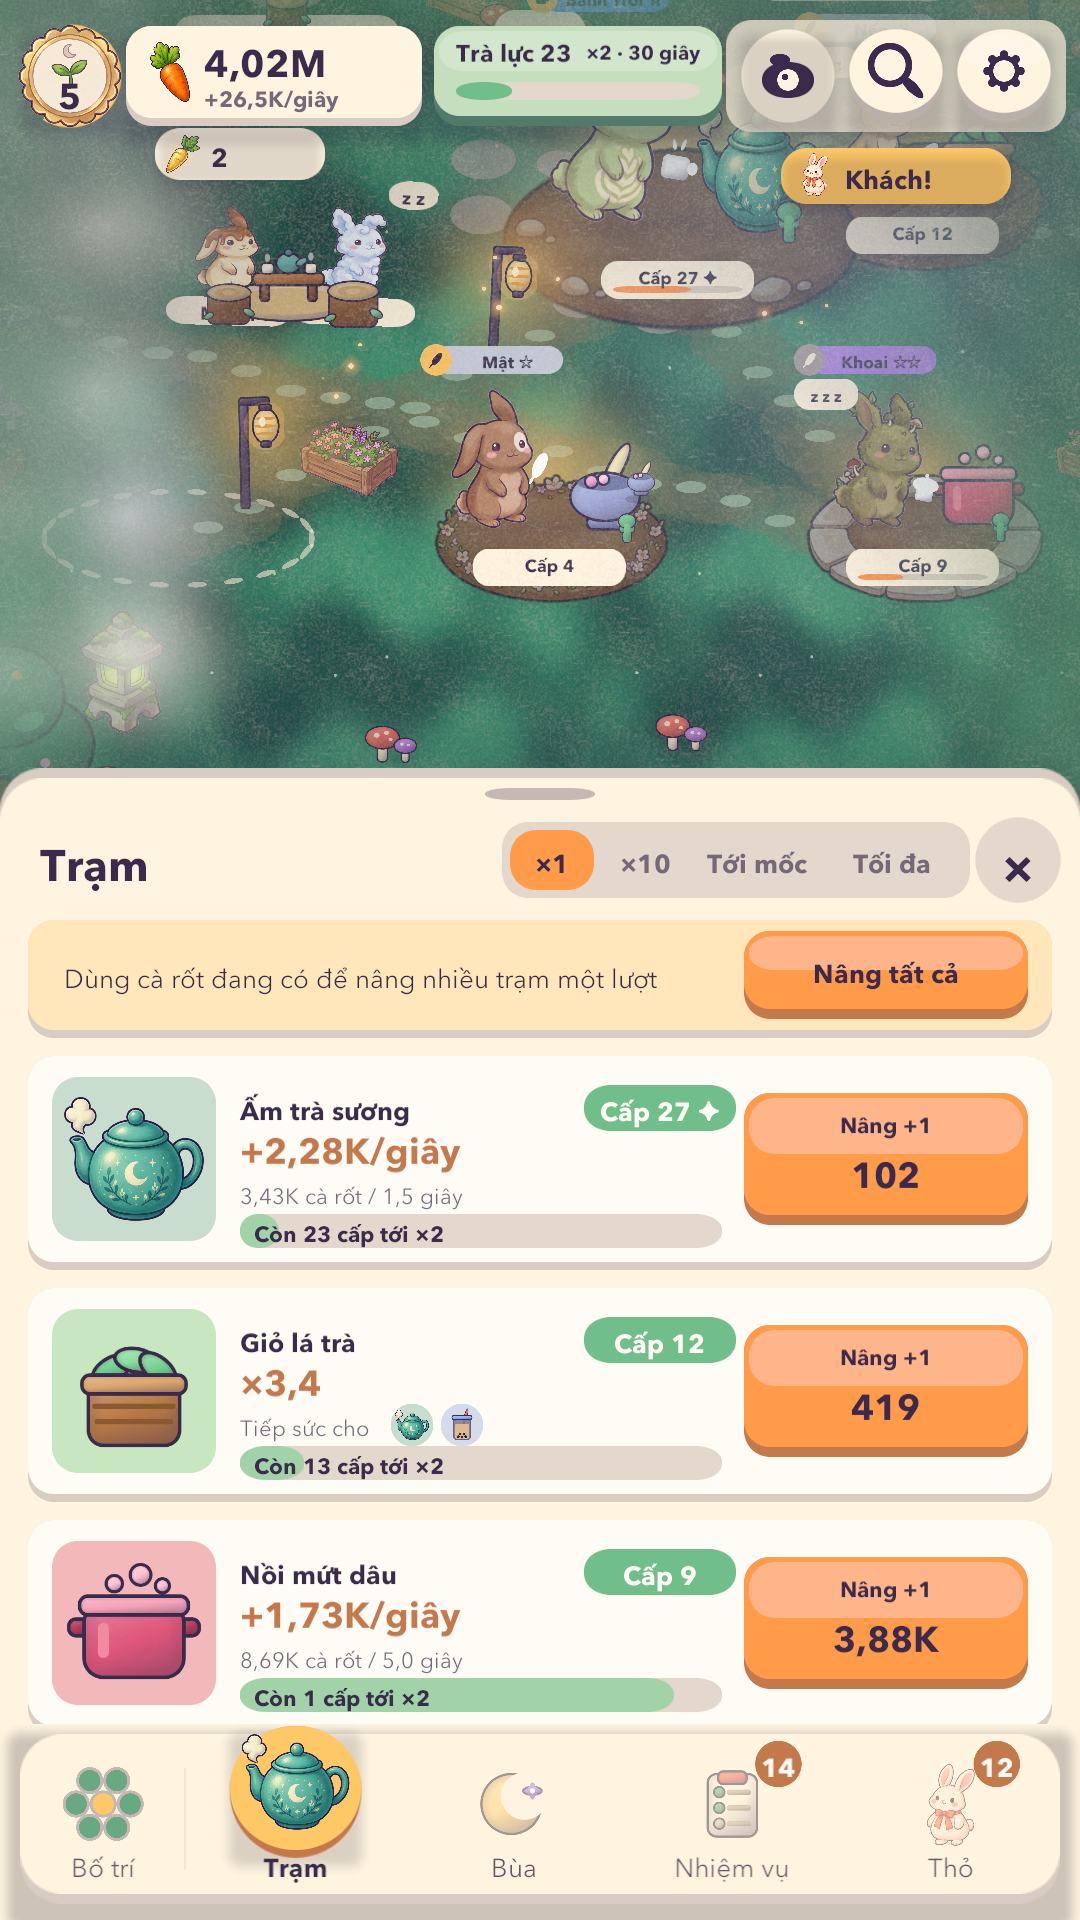 5
4,02M
+26,5K/giây
Trà lực 23 ×2 · 30 giây
2
Khách!
z z
Cấp 12
Cấp 27 ✦
Mật ☆
Khoai ☆☆
z z z
Cấp 4
Cấp 9
Trạm
×1 ×10 Tới mốc Tối đa ×
Dùng cà rốt đang có để nâng nhiều trạm một lượt
Nâng tất cả
Ấm trà sương
Cấp 27 ✦
+2,28K/giây
3,43K cà rốt / 1,5 giây
Còn 23 cấp tới ×2
Nâng +1
102
Giỏ lá trà
Cấp 12
×3,4
Tiếp sức cho
Còn 13 cấp tới ×2
Nâng +1
419
Nồi mứt dâu
Cấp 9
+1,73K/giây
8,69K cà rốt / 5,0 giây
Còn 1 cấp tới ×2
Nâng +1
3,88K
14
12
Bố trí
Trạm
Bùa
Nhiệm vụ
Thỏ